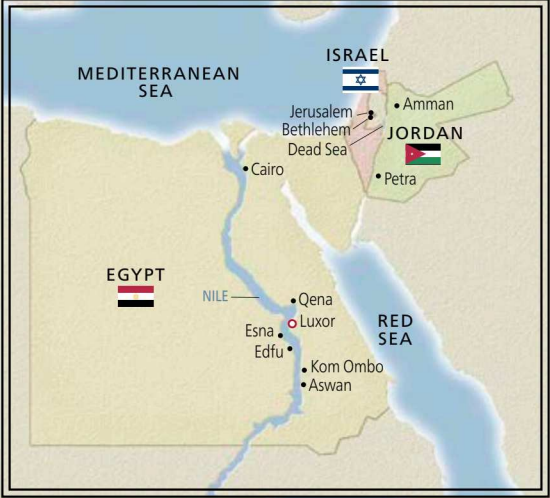 ISRAEL
MEDITERRANEAN
SEA
Jerusalem
Amman
Bethlehem
JORDAN
Dead Sea
Cairo
Petra
EGYPT
NILE
Qena
Luxor
RED
SEA
Esna
Edfu
Kom Ombo
Aswan